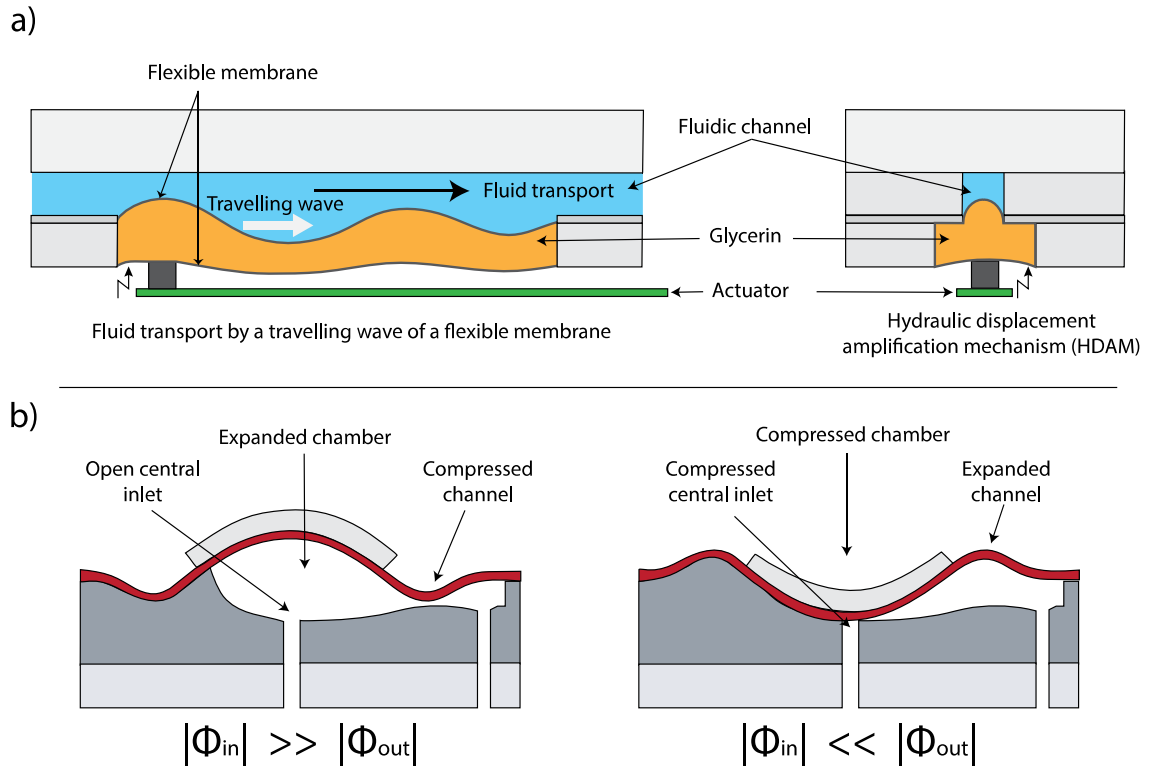 a)
Flexible membrane
Fluidic channel
Fluid transport
Travelling wave
Glycerin
Actuator
Fluid transport by a travelling wave of a flexible membrane
Hydraulic displacement
amplification mechanism (HDAM)
b)
Expanded chamber
Open central
inlet
Compressed
channel
Compressed chamber
Compressed
central inlet
Expanded
channel
|Φin| >> |Φout|
|Φin| << |Φout|